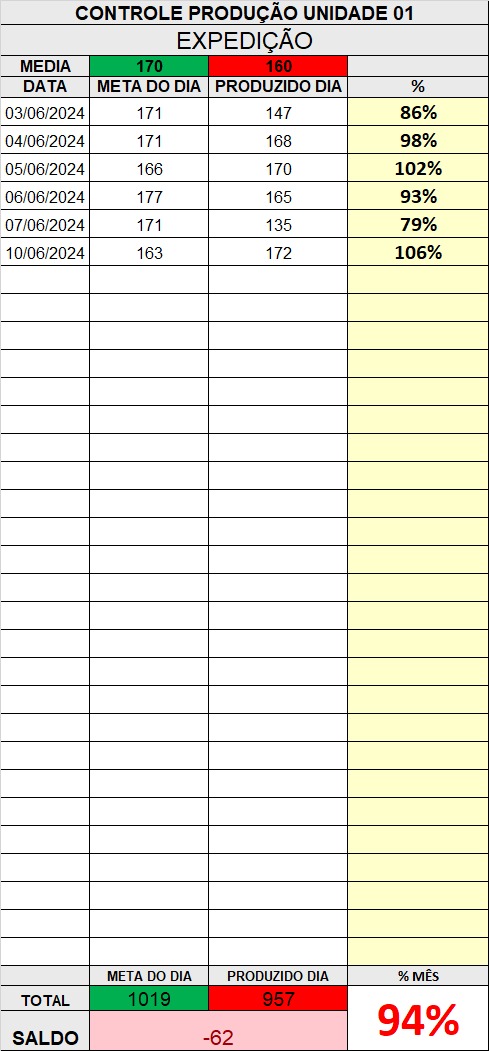 CONTROLE PRODUÇÃO UNIDADE 01
EXPEDIÇÃO
MEDIA 170 160
DATA META DO DIA PRODUZIDO DIA %
03/06/2024 171 147 86%
04/06/2024 171 168 98%
05/06/2024 166 170 102%
06/06/2024 177 165 93%
07/06/2024 171 135 79%
10/06/2024 163 172 106%
META DO DIA PRODUZIDO DIA % MÊS
TOTAL 1019 957 94%
SALDO -62